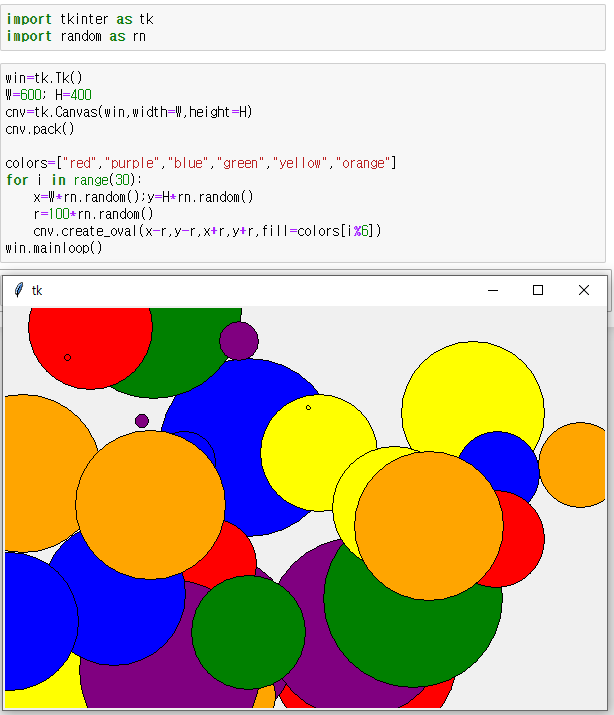 import tkinter as tk
import random as rn
win=tk.Tk()
W=600; H=400
cnv=tk.Canvas(win,width=W,height=H)
cnv.pack()
colors=["red","purple","blue","green","yellow","orange"]
for i in range(30):
    x=W*rn.random();y=H*rn.random()
    r=100*rn.random()
    cnv.create_oval(x-r,y-r,x+r,y+r,fill=colors[i%6])
win.mainloop()
tk